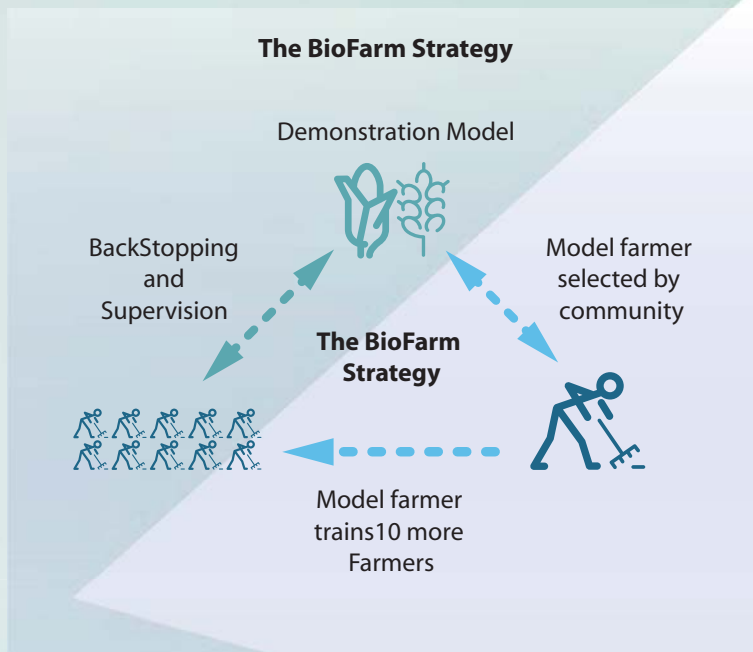 The BioFarm Strategy
Demonstration Model
BackStopping
and
Supervision
Model farmer
selected by
community
The BioFarm
Strategy
Model farmer
trains10 more
Farmers